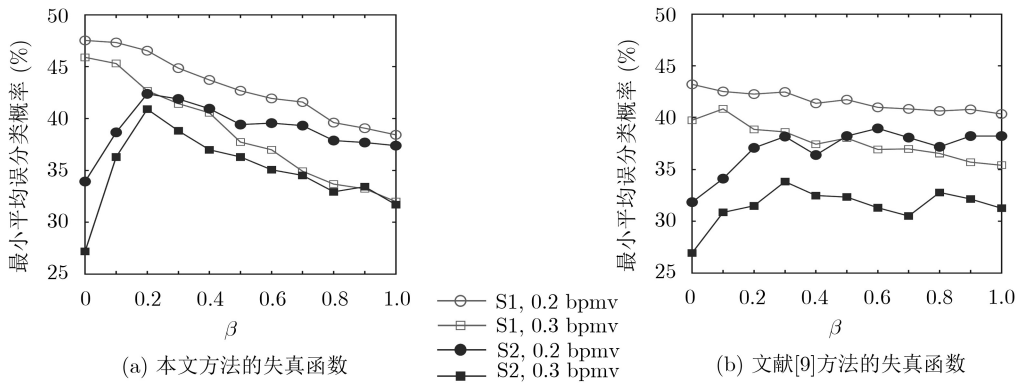 最小平均误分类概率 (%)
50
45
40
35
30
25
0 0.2 0.4 0.6 0.8 1.0
β
(a) 本文方法的失真函数
S1, 0.2 bpmv
S1, 0.3 bpmv
S2, 0.2 bpmv
S2, 0.3 bpmv
最小平均误分类概率 (%)
50
45
40
35
30
25
0 0.2 0.4 0.6 0.8 1.0
β
(b) 文献[9]方法的失真函数